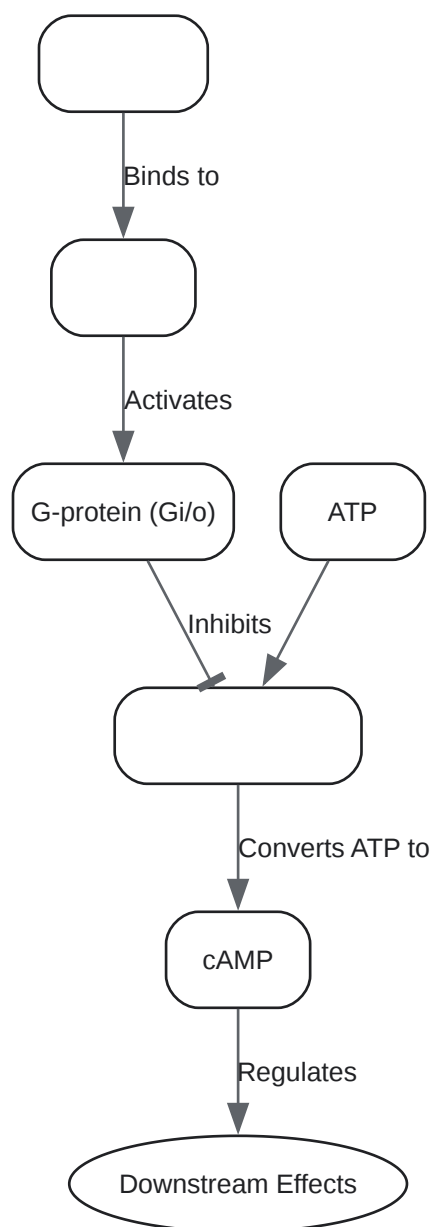 Binds to
Activates
G-protein (Gi/o)
ATP
Inhibits
Converts ATP to
cAMP
Regulates
Downstream Effects